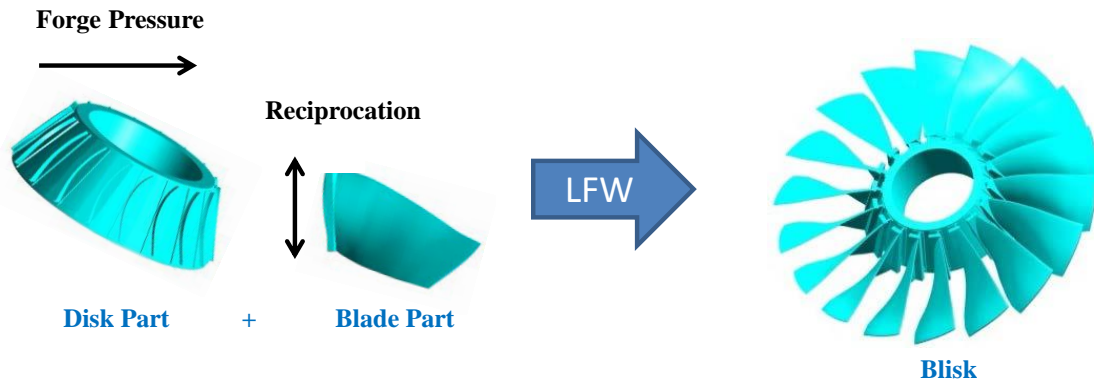 Forge Pressure
Reciprocation
LFW
Disk Part + Blade Part
Blisk